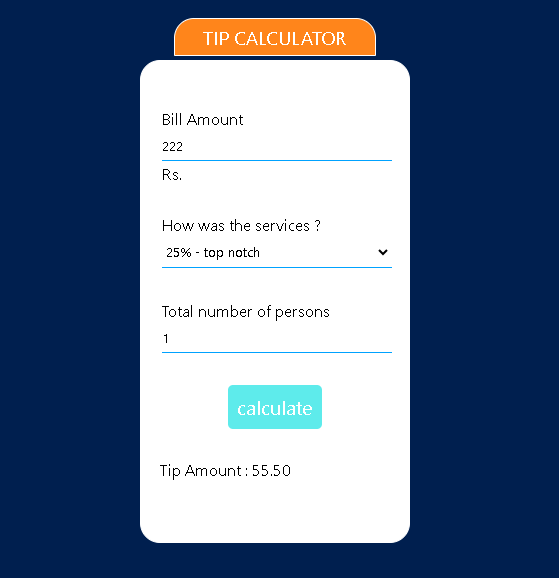 TIP CALCULATOR
Bill Amount
222
Rs.
How was the services ?
25% - top notch
Total number of persons
1
calculate
Tip Amount : 55.50